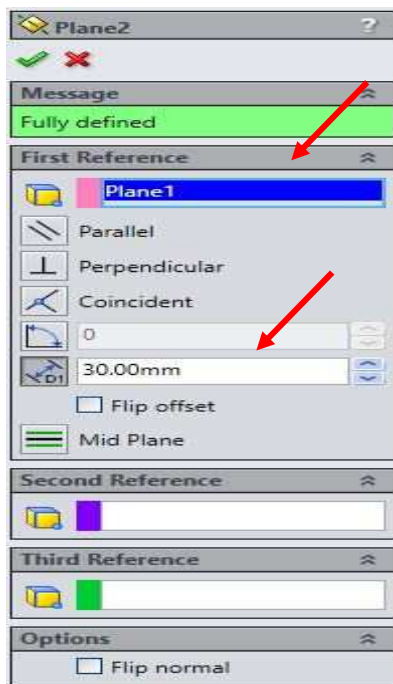 Plane2 ?
Message
Fully defined
First Reference
Plane1
Parallel
Perpendicular
Coincident
0
D1 30.00mm
Flip offset
Mid Plane
Second Reference
Third Reference
Options
Flip normal